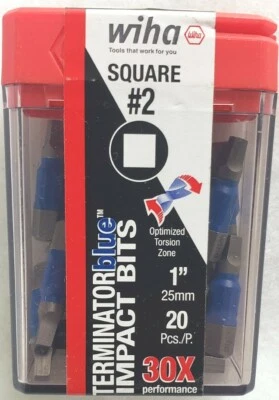 wiha
wiha
Tools that work for you
SQUARE
#2
Optimized
Torsion
Zone
1"
25mm
20
Pcs./P.
30X
performance
TERMINATORblue™
IMPACT BITS